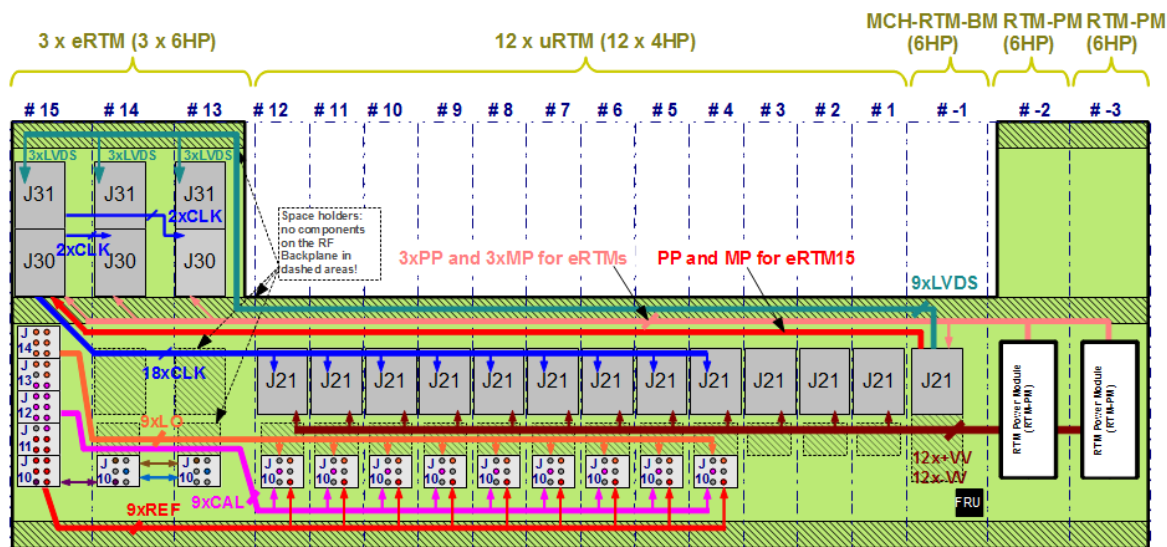 MCH-RTM-BM RTM-PM RTM-PM
3 x eRTM (3 x 6HP) 12 x uRTM (12 x 4HP) (6HP) (6HP) (6HP)
# 15 # 14 # 13 # 12 # 11 # 10 # 9 # 8 # 7 # 6 # 5 # 4 # 3 # 2 # 1 # -1 # -2 # -3
3xLVDS 3xLVDS 3xLVDS
J31 J31 J31
2xCLK
2xCLK
J30 J30 J30
Space holders:
no components
on the RF
Backplane in
dashed areas!
3xPP and 3xMP for eRTMs PP and MP for eRTM15
9xLVDS
J
14
J
13
J
12
J
11
J
10
18xCLK
J21 J21 J21 J21 J21 J21 J21 J21 J21 J21 J21 J21 J21
RTM Power Module
(RTM-PM)
RTM Power Module
(RTM-PM)
9xLO
J
10
J
10
J
10
J
10
J
10
J
10
J
10
J
10
J
10
J
10
J
10
12x+VV
12x-VV
9xCAL
9xREF
FRU